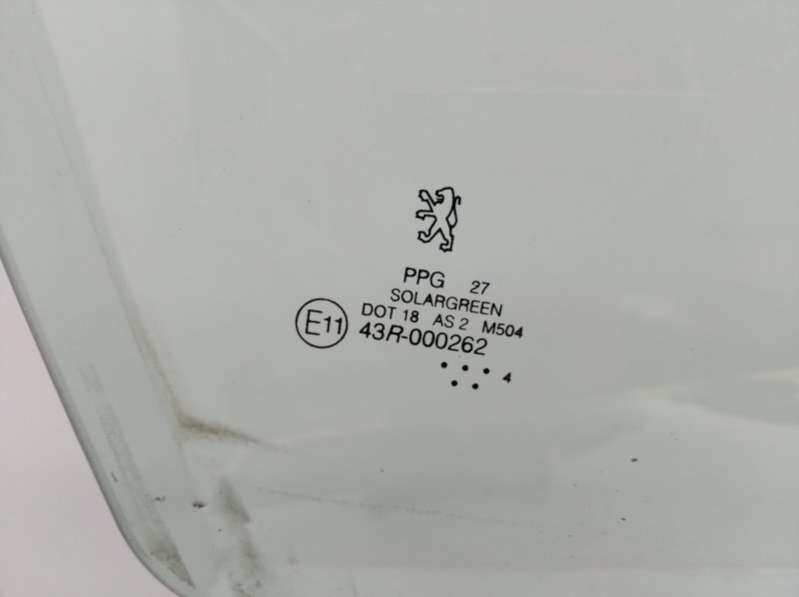 PPG 27
SOLARGREEN
DOT 18 AS 2 M504
E11 43R-000262
4